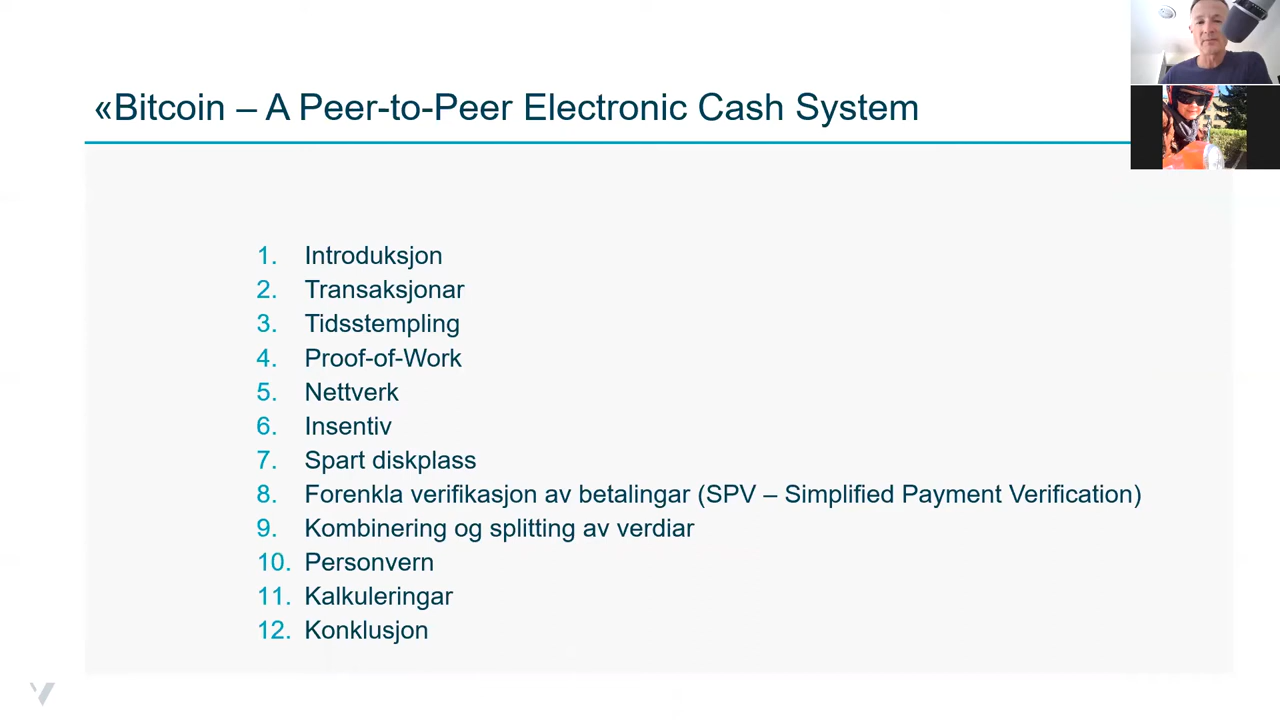 «Bitcoin – A Peer-to-Peer Electronic Cash System
1. Introduksjon
2. Transaksjonar
3. Tidsstempling
4. Proof-of-Work
5. Nettverk
6. Insentiv
7. Spart diskplass
8. Forenkla verifikasjon av betalingar (SPV – Simplified Payment Verification)
9. Kombinering og splitting av verdiar
10. Personvern
11. Kalkuleringar
12. Konklusjon